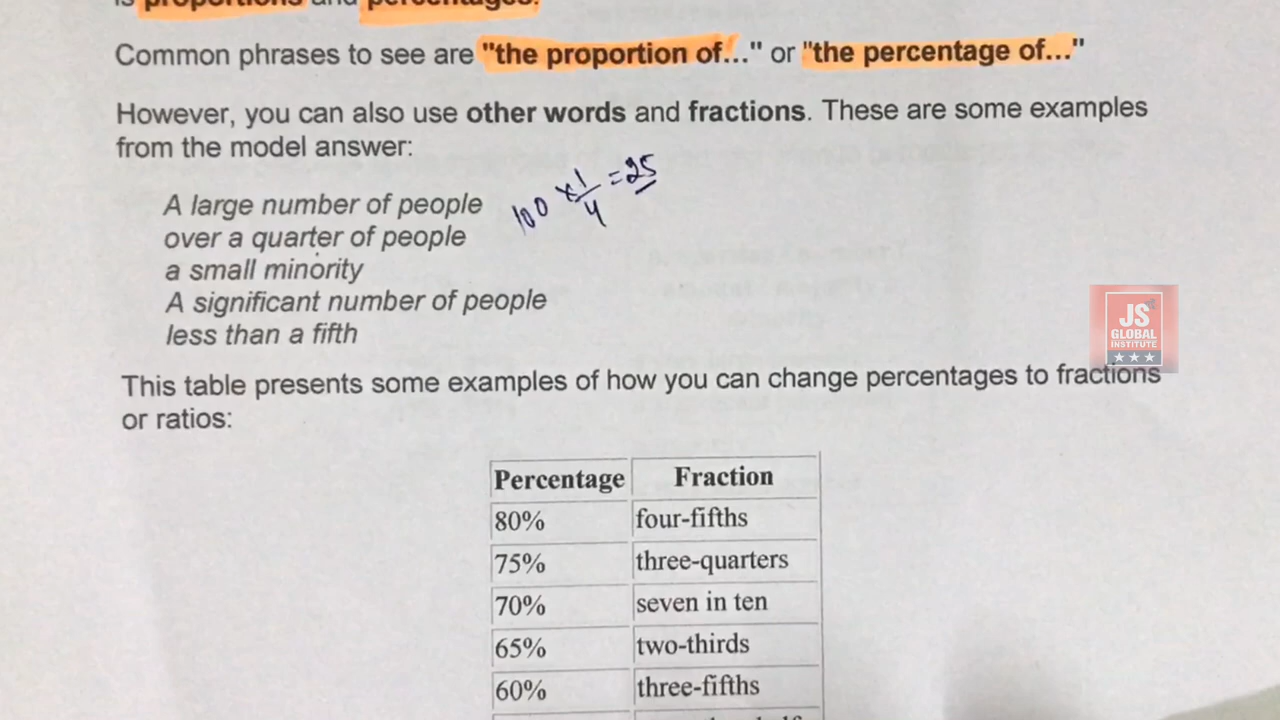 is proportions and percentages.
Common phrases to see are "the proportion of..." or "the percentage of..."
However, you can also use other words and fractions. These are some examples
from the model answer:
A large number of people
over a quarter of people
a small minority
A significant number of people
less than a fifth
100 x 1/4 = 25
JS
GLOBAL
INSTITUTE
This table presents some examples of how you can change percentages to fractions
or ratios:
Percentage Fraction
80% four-fifths
75% three-quarters
70% seven in ten
65% two-thirds
60% three-fifths